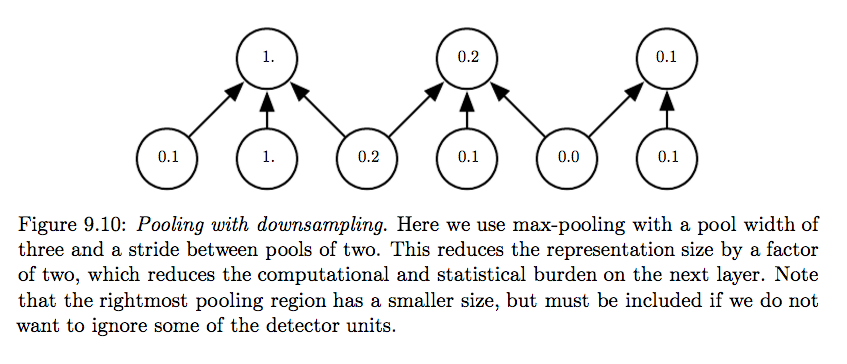 1. 0.2 0.1
0.1 1. 0.2 0.1 0.0 0.1
Figure 9.10: Pooling with downsampling. Here we use max-pooling with a pool width of
three and a stride between pools of two. This reduces the representation size by a factor
of two, which reduces the computational and statistical burden on the next layer. Note
that the rightmost pooling region has a smaller size, but must be included if we do not
want to ignore some of the detector units.